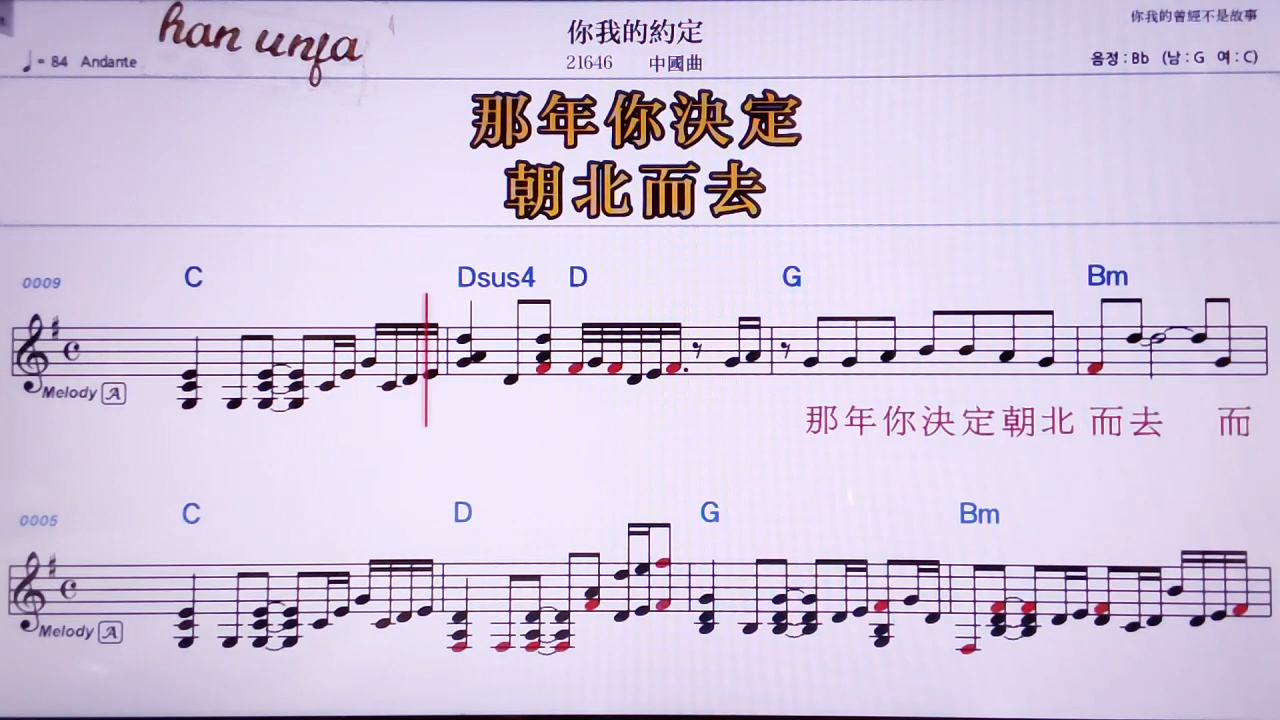 han unja
你我的約定
你我的曾經不是故事
♩= 84 Andante
21646 中國曲
음정 : Bb (남 : G 여 : C)
那年你決定
朝北而去
0009
C Dsus4 D G Bm
Melody A
那年你決定朝北 而去 而
0005
C D G Bm
Melody A